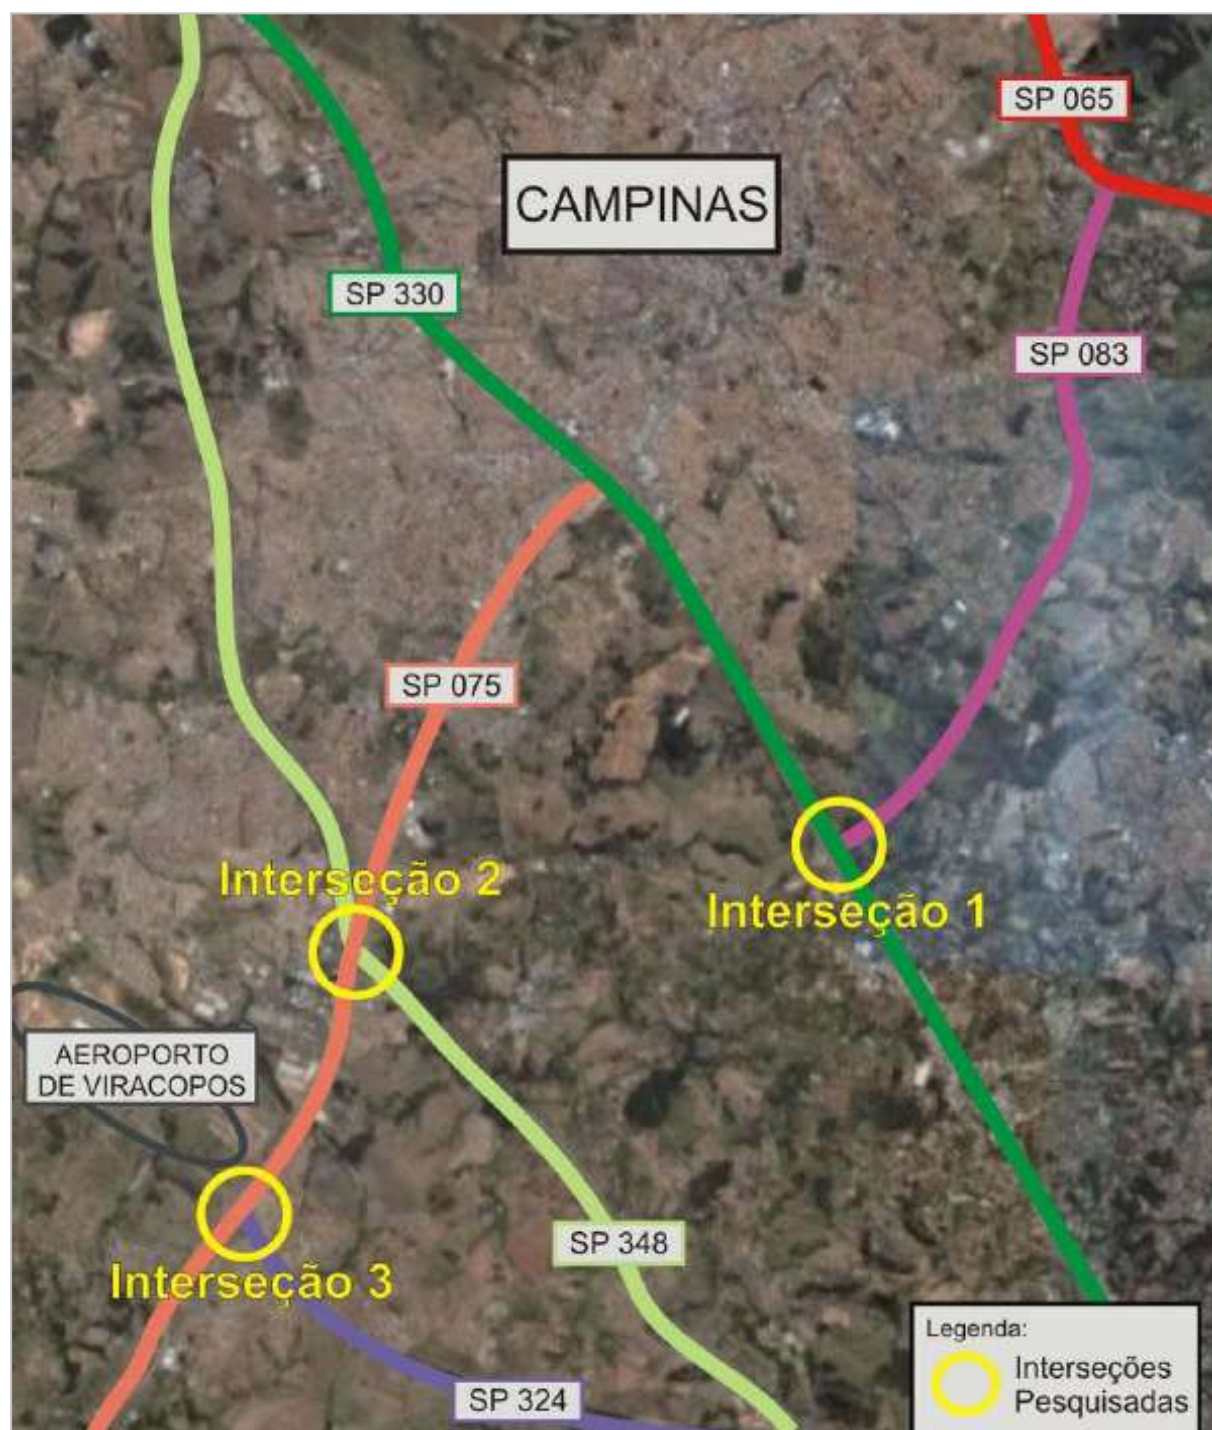 SP 065
CAMPINAS
SP 330
SP 083
SP 075
Interseção 2
Interseção 1
AEROPORTO
DE VIRACOPOS
SP 348
Interseção 3
Legenda:
Interseções
Pesquisadas
SP 324